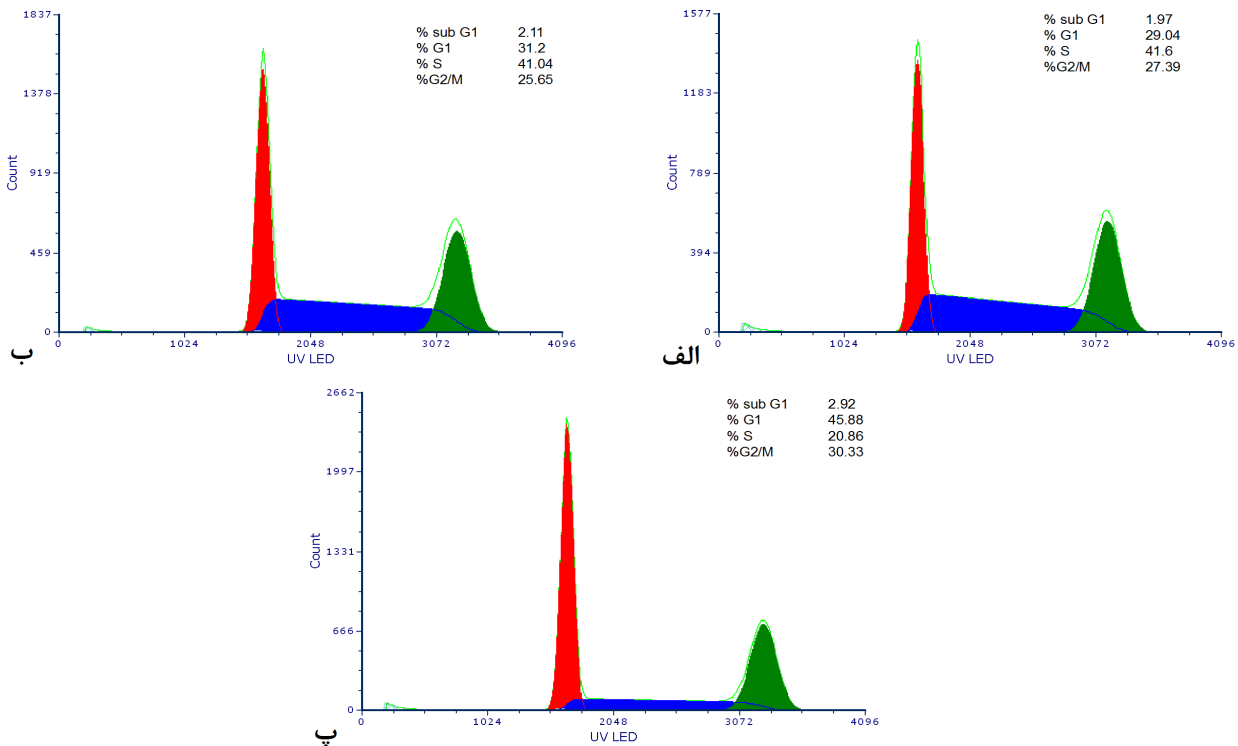 1837
1378
919
459
0
Count
% sub G1 2.11
% G1 31.2
% S 41.04
%G2/M 25.65
0 1024 2048 3072 4096
UV LED
ب
1577
1183
789
394
0
Count
% sub G1 1.97
% G1 29.04
% S 41.6
%G2/M 27.39
0 1024 2048 3072 4096
UV LED
الف
2662
1997
1331
666
0
Count
% sub G1 2.92
% G1 45.88
% S 20.86
%G2/M 30.33
0 1024 2048 3072 4096
UV LED
پ